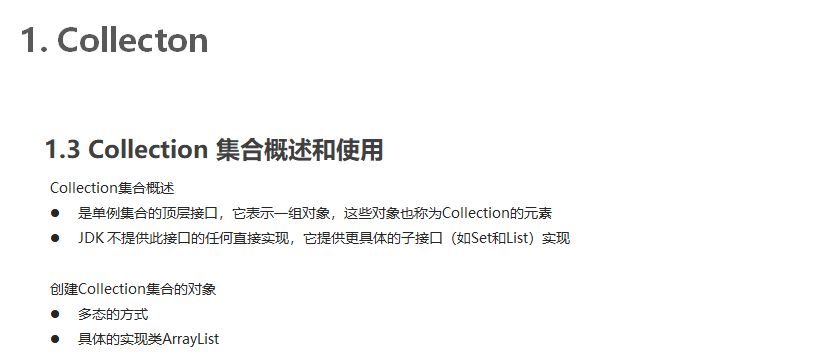 1. Collecton
1.3 Collection 集合概述和使用
Collection集合概述
● 是单例集合的顶层接口，它表示一组对象，这些对象也称为Collection的元素
● JDK 不提供此接口的任何直接实现，它提供更具体的子接口（如Set和List）实现
创建Collection集合的对象
● 多态的方式
● 具体的实现类ArrayList